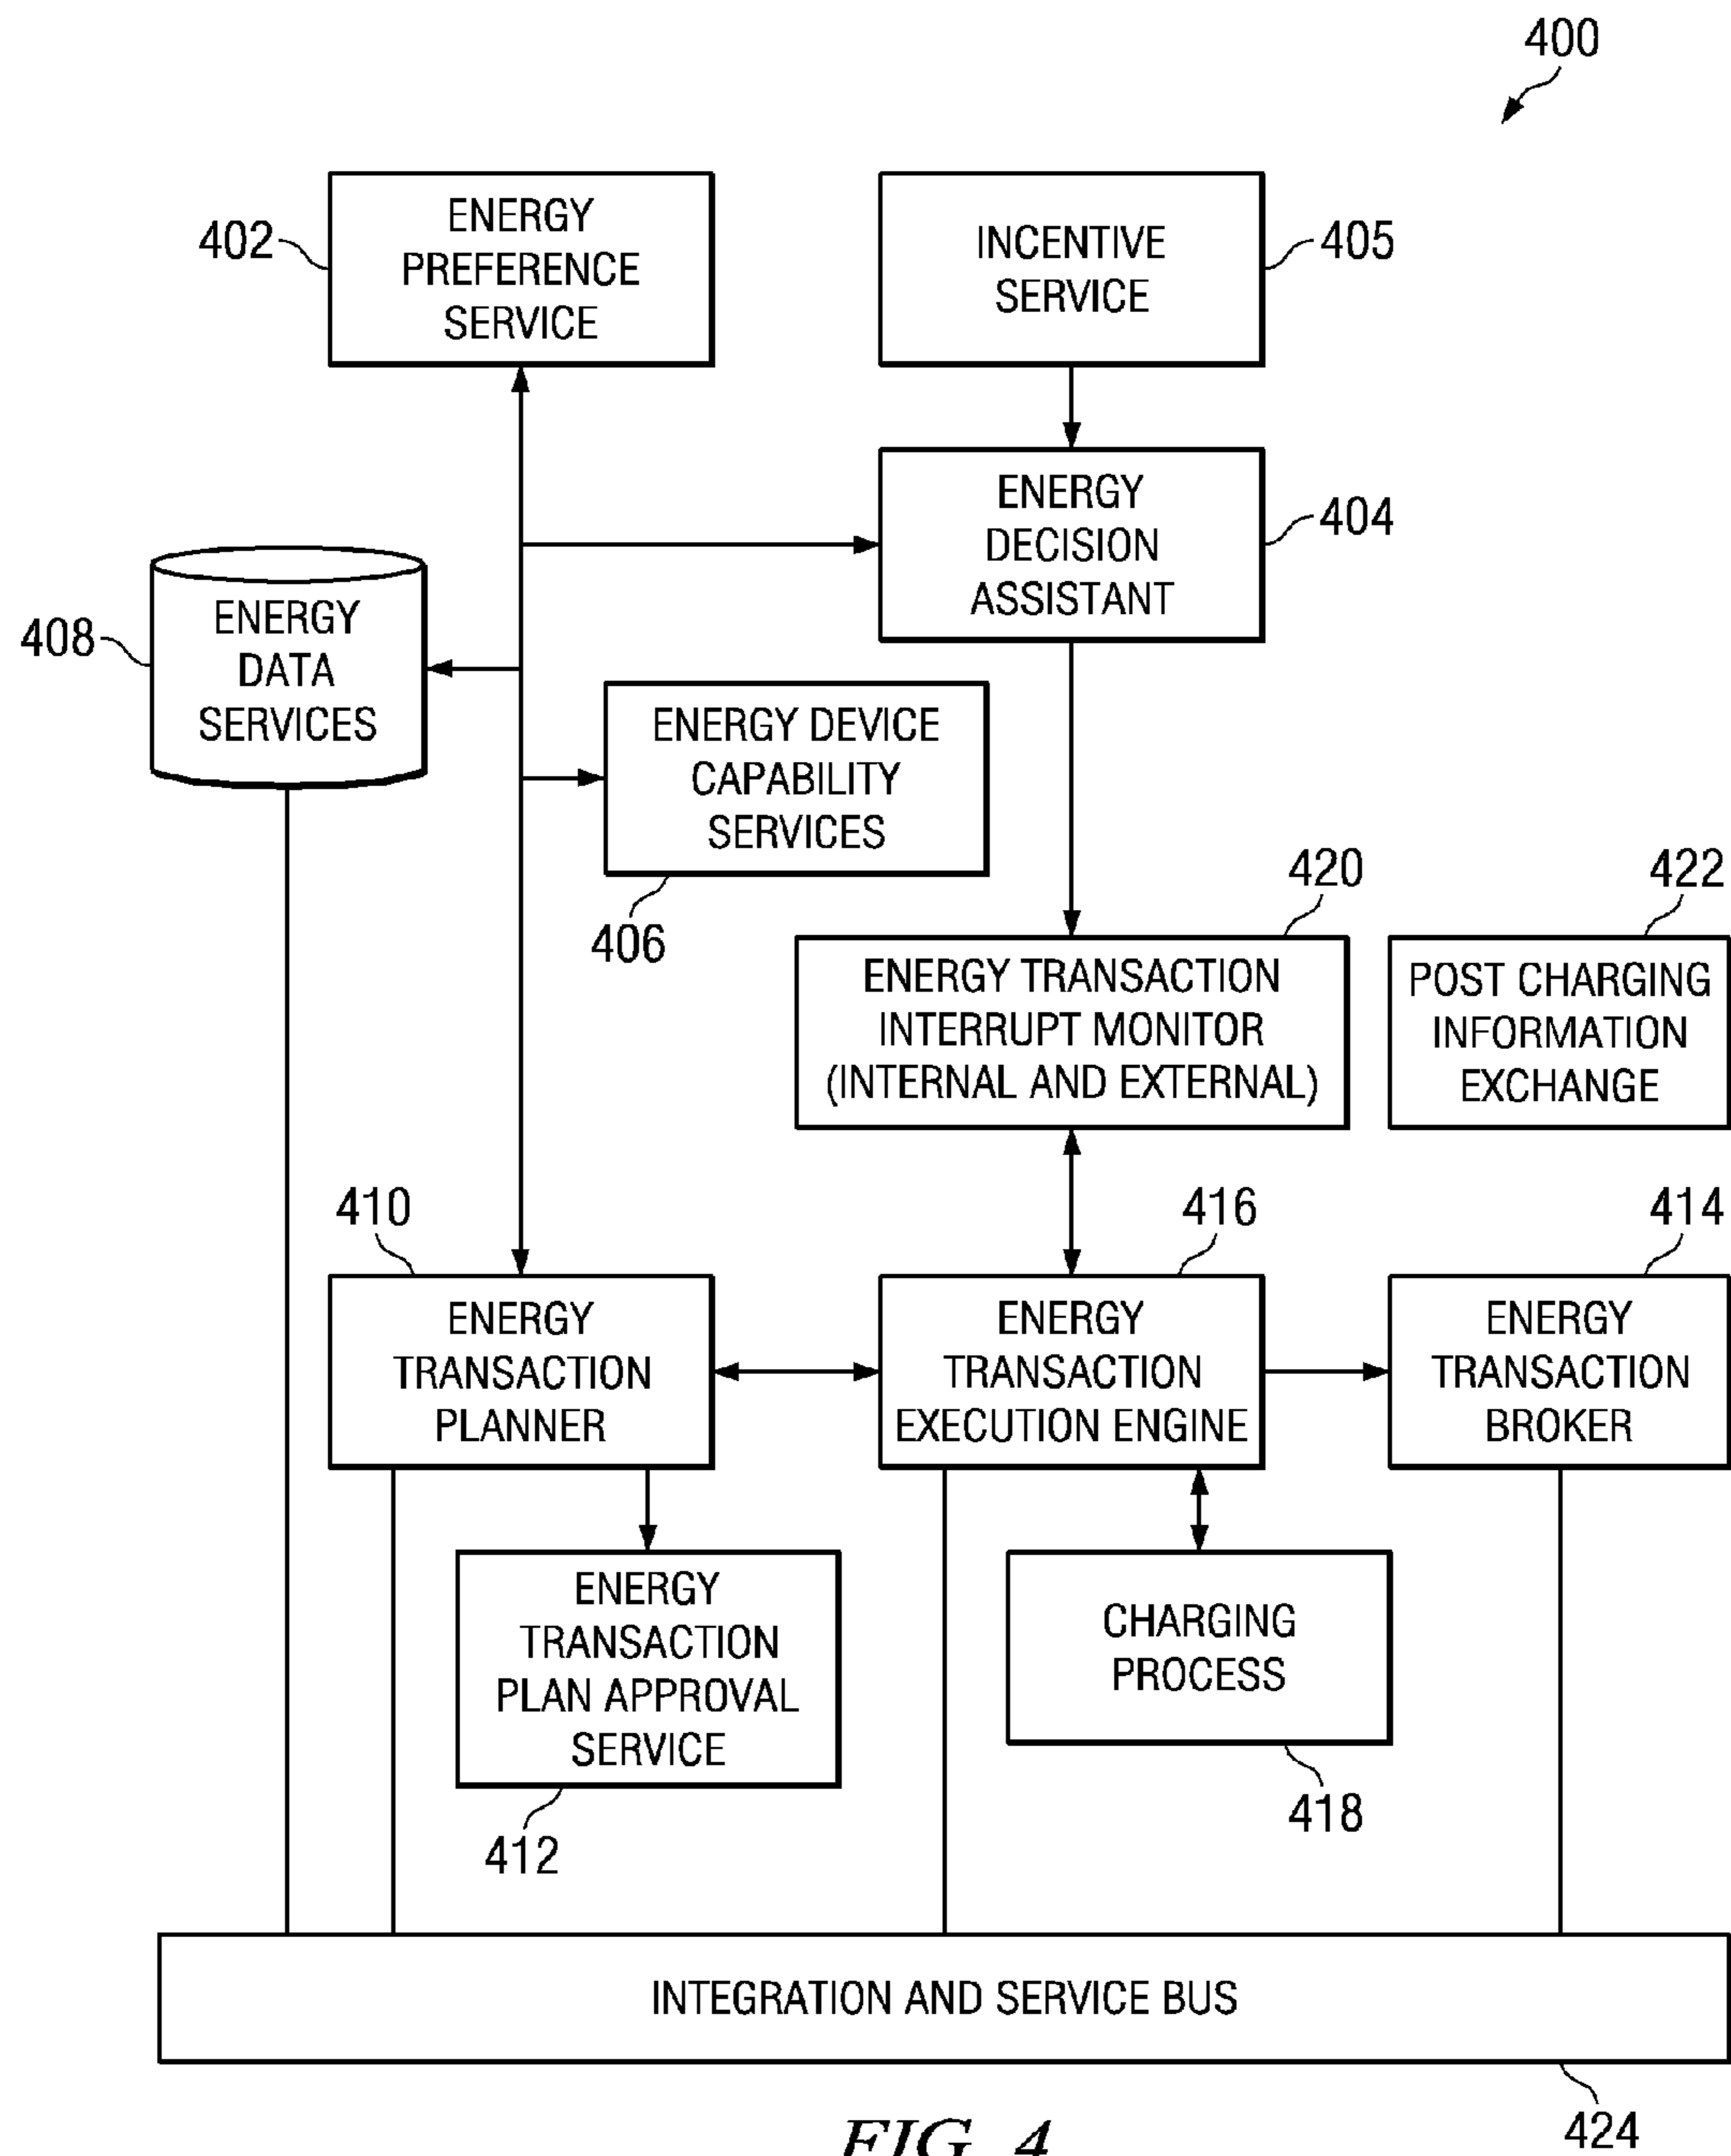 400
ENERGY
PREFERENCE
SERVICE
402
INCENTIVE
SERVICE
405
ENERGY
DECISION
ASSISTANT
404
ENERGY
DATA
SERVICES
408
ENERGY DEVICE
CAPABILITY
SERVICES
406
420
ENERGY TRANSACTION
INTERRUPT MONITOR
(INTERNAL AND EXTERNAL)
422
POST CHARGING
INFORMATION
EXCHANGE
410
ENERGY
TRANSACTION
PLANNER
416
ENERGY
TRANSACTION
EXECUTION ENGINE
414
ENERGY
TRANSACTION
BROKER
ENERGY
TRANSACTION
PLAN APPROVAL
SERVICE
412
CHARGING
PROCESS
418
INTEGRATION AND SERVICE BUS
424
FIG. 4